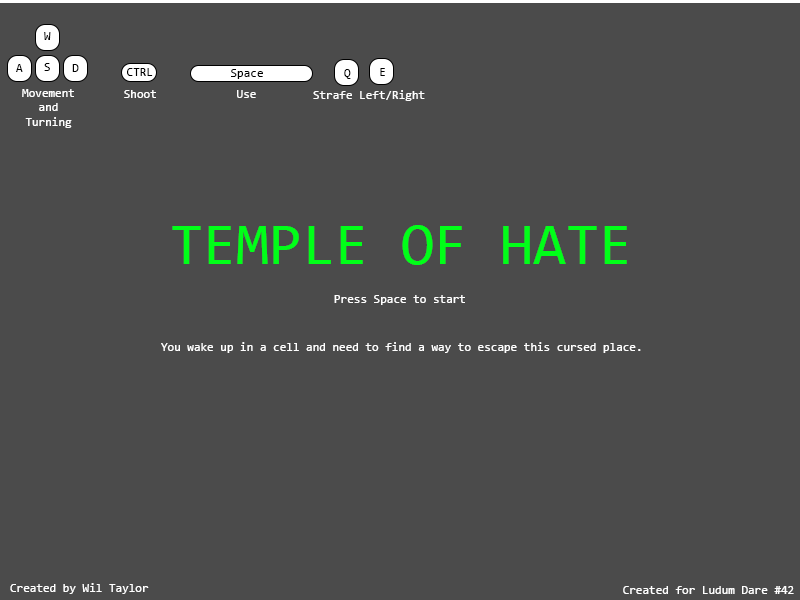 W
A S D
CTRL
Space
Q E
Movement
and
Turning
Shoot
Use
Strafe Left/Right
TEMPLE OF HATE
Press Space to start
You wake up in a cell and need to find a way to escape this cursed place.
Created by Wil Taylor
Created for Ludum Dare #42